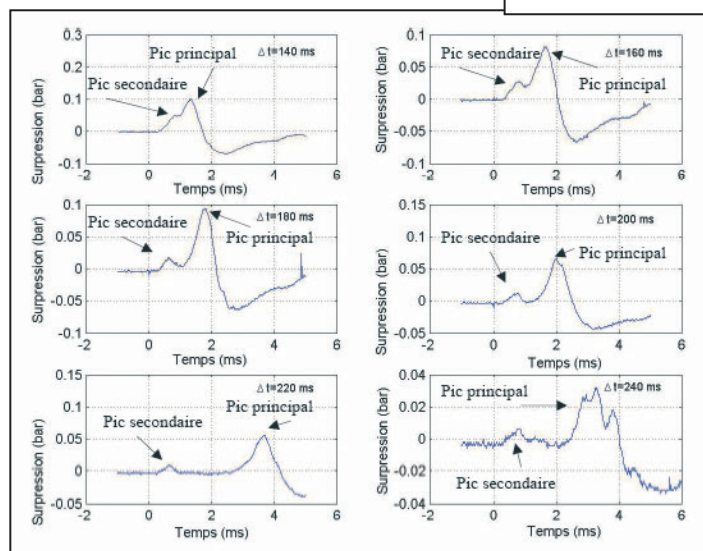 0.3
0.2
0.1
0
-0.1
Surpression (bar)
Δ t=140 ms
Pic principal
Pic secondaire
-2 0 2 4 6
Temps (ms)
0.1
0.05
0
-0.05
-0.1
Surpression (bar)
Δ t=160 ms
Pic secondaire
Pic principal
-2 0 2 4 6
Temps (ms)
0.1
0.05
0
-0.05
-0.1
Surpression (bar)
Δ t=180 ms
Pic secondaire
Pic principal
-2 0 2 4 6
Temps (ms)
0.15
0.1
0.05
0
-0.05
Surpression (bar)
Δ t=200 ms
Pic secondaire
Pic principal
-2 0 2 4 6
Temps (ms)
0.15
0.1
0.05
0
-0.05
Surpression (bar)
Δ t=220 ms
Pic principal
Pic secondaire
-2 0 2 4 6
Temps (ms)
0.04
0.02
0
-0.02
-0.04
Surpression (bar)
Δ t=240 ms
Pic principal
Pic secondaire
-2 0 2 4 6
Temps (ms)